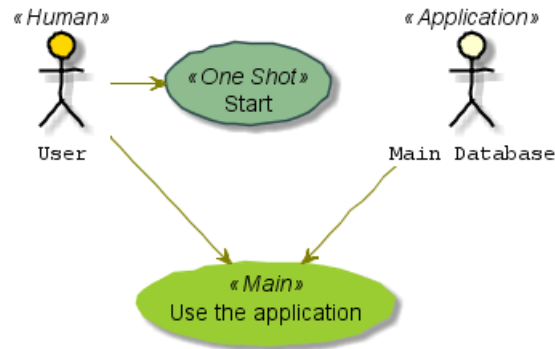 «Human»
User
«One Shot»
Start
«Application»
Main Database
«Main»
Use the application